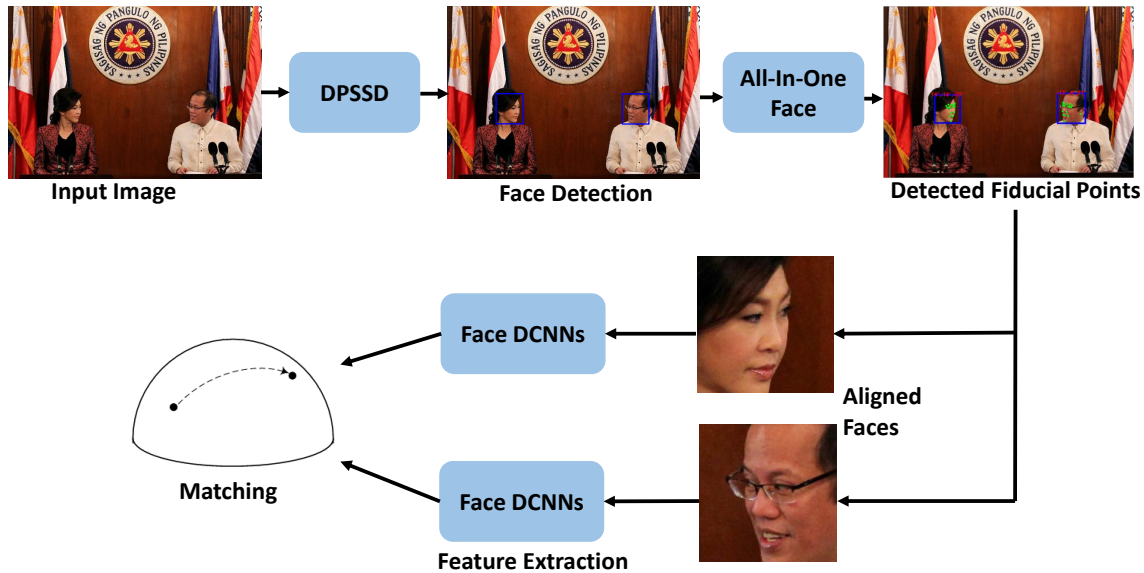 SAGISAG NG PANGULO NG PILIPINAS
DPSSD
SAGISAG NG PANGULO NG PILIPINAS
All-In-One
Face
SAGISAG NG PANGULO NG PILIPINAS
Input Image
Face Detection
Detected Fiducial Points
Face DCNNs
Aligned
Faces
Matching
Face DCNNs
Feature Extraction